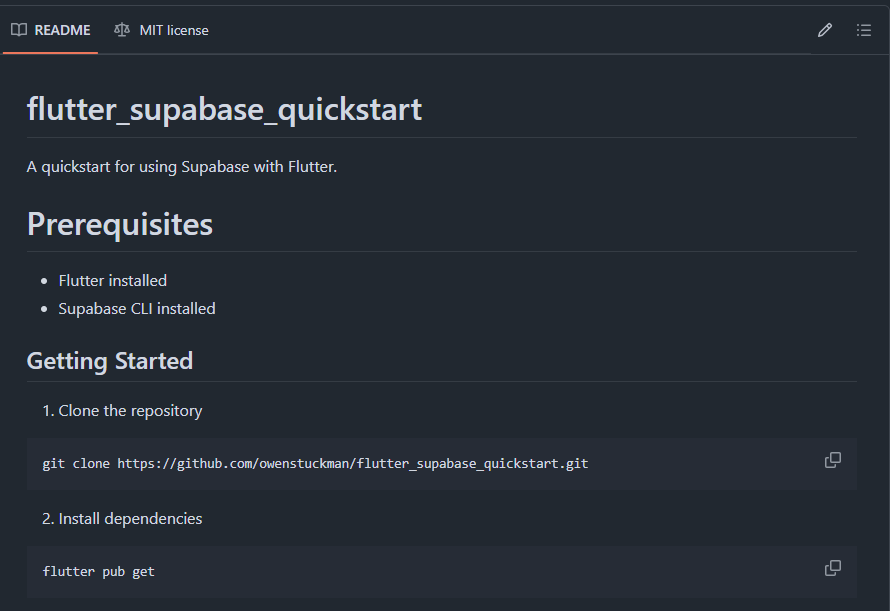 README MIT license
flutter_supabase_quickstart
A quickstart for using Supabase with Flutter.
Prerequisites
• Flutter installed
• Supabase CLI installed
Getting Started
1. Clone the repository
git clone https://github.com/owenstuckman/flutter_supabase_quickstart.git
2. Install dependencies
flutter pub get